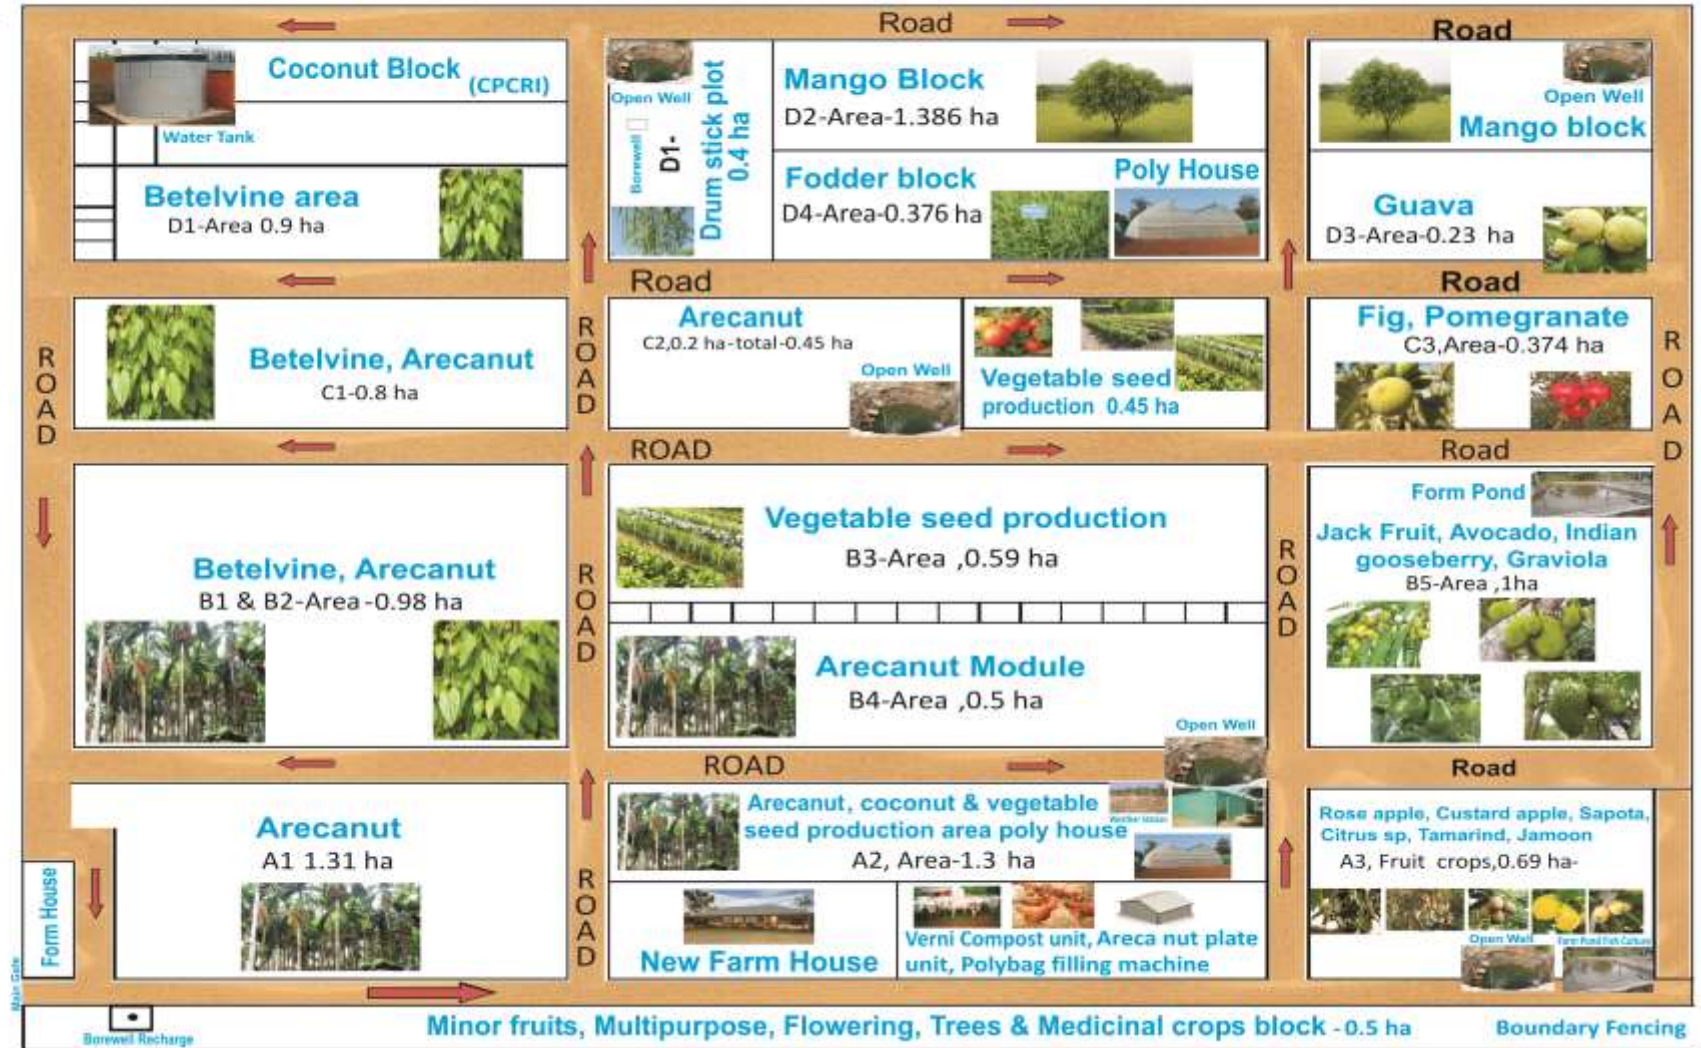 Road
Road
Coconut Block (CPCRI)
Water Tank
Betelvine area
D1-Area 0.9 ha
Open Well
Borewell
D1-
Drum stick plot
0.4 ha
Mango Block
D2-Area-1.386 ha
Fodder block
D4-Area-0.376 ha
Poly House
Open Well
Mango block
Guava
D3-Area-0.23 ha
Road
Road
ROAD
Betelvine, Arecanut
C1-0.8 ha
ROAD
Arecanut
C2,0.2 ha-total-0.45 ha
Open Well
Vegetable seed
production 0.45 ha
Fig, Pomegranate
C3,Area-0.374 ha
ROAD
ROAD
Road
Betelvine, Arecanut
B1 & B2-Area-0.98 ha
ROAD
Vegetable seed production
B3-Area ,0.59 ha
Arecanut Module
B4-Area ,0.5 ha
Open Well
ROAD
Form Pond
Jack Fruit, Avocado, Indian
gooseberry, Graviola
B5-Area ,1ha
ROAD
Road
Arecanut
A1 1.31 ha
Form House
Main Gate
ROAD
Arecanut, coconut & vegetable
seed production area poly house
Weather Station
A2, Area-1.3 ha
New Farm House
Verni Compost unit, Areca nut plate
unit, Polybag filling machine
Rose apple, Custard apple, Sapota,
Citrus sp, Tamarind, Jamoon
A3, Fruit crops,0.69 ha-
Open Well
Farm Pond Fish Culture
Borewell Recharge
Minor fruits, Multipurpose, Flowering, Trees & Medicinal crops block - 0.5 ha
Boundary Fencing